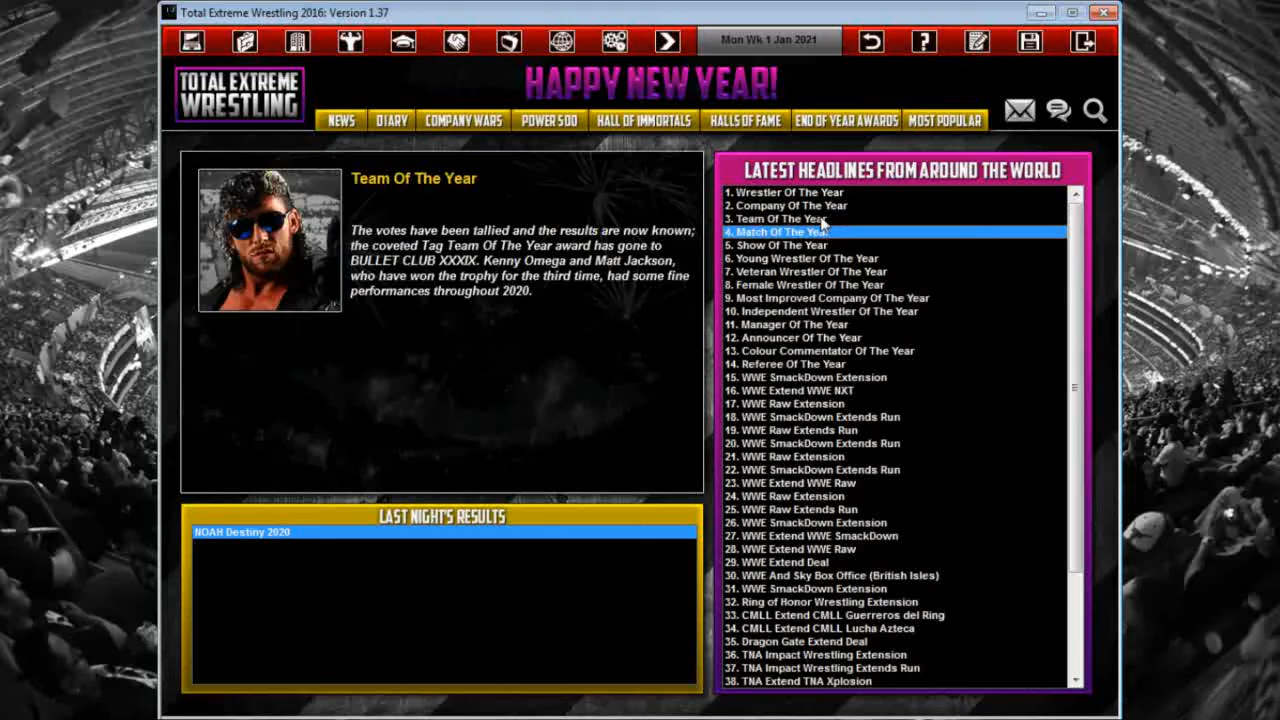 Total Extreme Wrestling 2016: Version 1.37
Mon Wk 1 Jan 2021
TOTAL EXTREME
WRESTLING
HAPPY NEW YEAR!
NEWS
DIARY
COMPANY WARS
POWER 500
HALL OF IMMORTALS
HALLS OF FAME
END OF YEAR AWARDS
MOST POPULAR
Team Of The Year
The votes have been tallied and the results are now known;
the coveted Tag Team Of The Year award has gone to
BULLET CLUB XXXIX. Kenny Omega and Matt Jackson,
who have won the trophy for the third time, had some fine
performances throughout 2020.
LAST NIGHT'S RESULTS
NOAH Destiny 2020
LATEST HEADLINES FROM AROUND THE WORLD
1. Wrestler Of The Year
2. Company Of The Year
3. Team Of The Year
4. Match Of The Year
5. Show Of The Year
6. Young Wrestler Of The Year
7. Veteran Wrestler Of The Year
8. Female Wrestler Of The Year
9. Most Improved Company Of The Year
10. Independent Wrestler Of The Year
11. Manager Of The Year
12. Announcer Of The Year
13. Colour Commentator Of The Year
14. Referee Of The Year
15. WWE SmackDown Extension
16. WWE Extend WWE NXT
17. WWE Raw Extension
18. WWE SmackDown Extends Run
19. WWE Raw Extends Run
20. WWE SmackDown Extends Run
21. WWE Raw Extension
22. WWE SmackDown Extends Run
23. WWE Extend WWE Raw
24. WWE Raw Extension
25. WWE Raw Extends Run
26. WWE SmackDown Extension
27. WWE Extend WWE SmackDown
28. WWE Extend WWE Raw
29. WWE Extend Deal
30. WWE And Sky Box Office (British Isles)
31. WWE SmackDown Extension
32. Ring of Honor Wrestling Extension
33. CMLL Extend CMLL Guerreros del Ring
34. CMLL Extend CMLL Lucha Azteca
35. Dragon Gate Extend Deal
36. TNA Impact Wrestling Extension
37. TNA Impact Wrestling Extends Run
38. TNA Extend TNA Xplosion